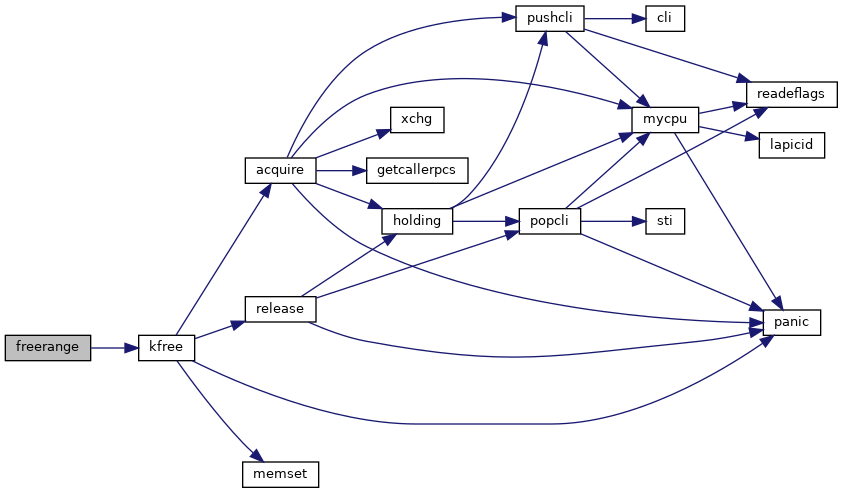 pushcli
cli
readeflags
xchg
mycpu
lapicid
acquire
getcallerpcs
holding
popcli
sti
release
panic
freerange
kfree
memset